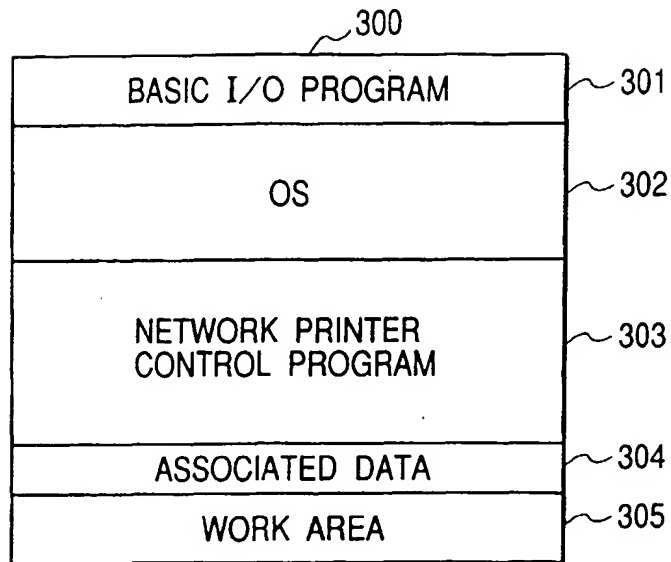 300
BASIC I/O PROGRAM
301
OS
302
NETWORK PRINTER
CONTROL PROGRAM
303
ASSOCIATED DATA
304
WORK AREA
305